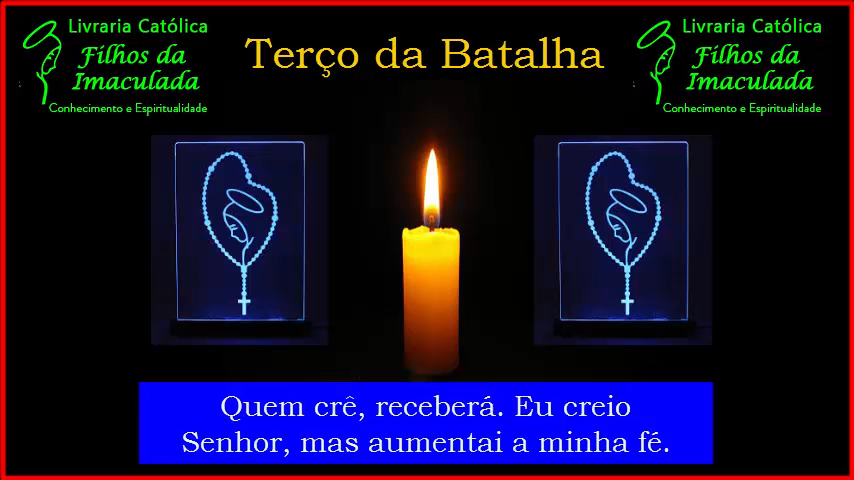 Livraria Católica
Filhos da
Imaculada
Conhecimento e Espiritualidade
Terço da Batalha
Livraria Católica
Filhos da
Imaculada
Conhecimento e Espiritualidade
Quem crê, receberá. Eu creio
Senhor, mas aumentai a minha fé.